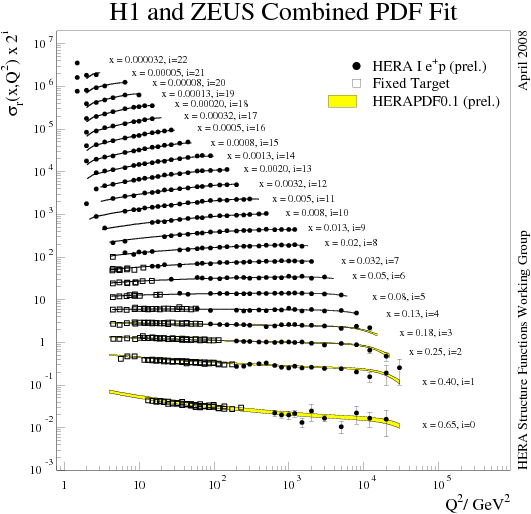 H1 and ZEUS Combined PDF Fit
April 2008
σr(x,Q²) x 2ⁱ
10⁷
10⁶
10⁵
10⁴
10³
10²
10
1
10⁻¹
10⁻²
10⁻³
HERA I e⁺p (prel.)
Fixed Target
HERAPDF0.1 (prel.)
x = 0.000032, i=22
x = 0.00005, i=21
x = 0.00008, i=20
x = 0.00013, i=19
x = 0.00020, i=18
x = 0.00032, i=17
x = 0.0005, i=16
x = 0.0008, i=15
x = 0.0013, i=14
x = 0.0020, i=13
x = 0.0032, i=12
x = 0.005, i=11
x = 0.008, i=10
x = 0.013, i=9
x = 0.02, i=8
x = 0.032, i=7
x = 0.05, i=6
x = 0.08, i=5
x = 0.13, i=4
x = 0.18, i=3
x = 0.25, i=2
x = 0.40, i=1
x = 0.65, i=0
HERA Structure Functions Working Group
1
10
10²
10³
10⁴
10⁵
Q²/ GeV²